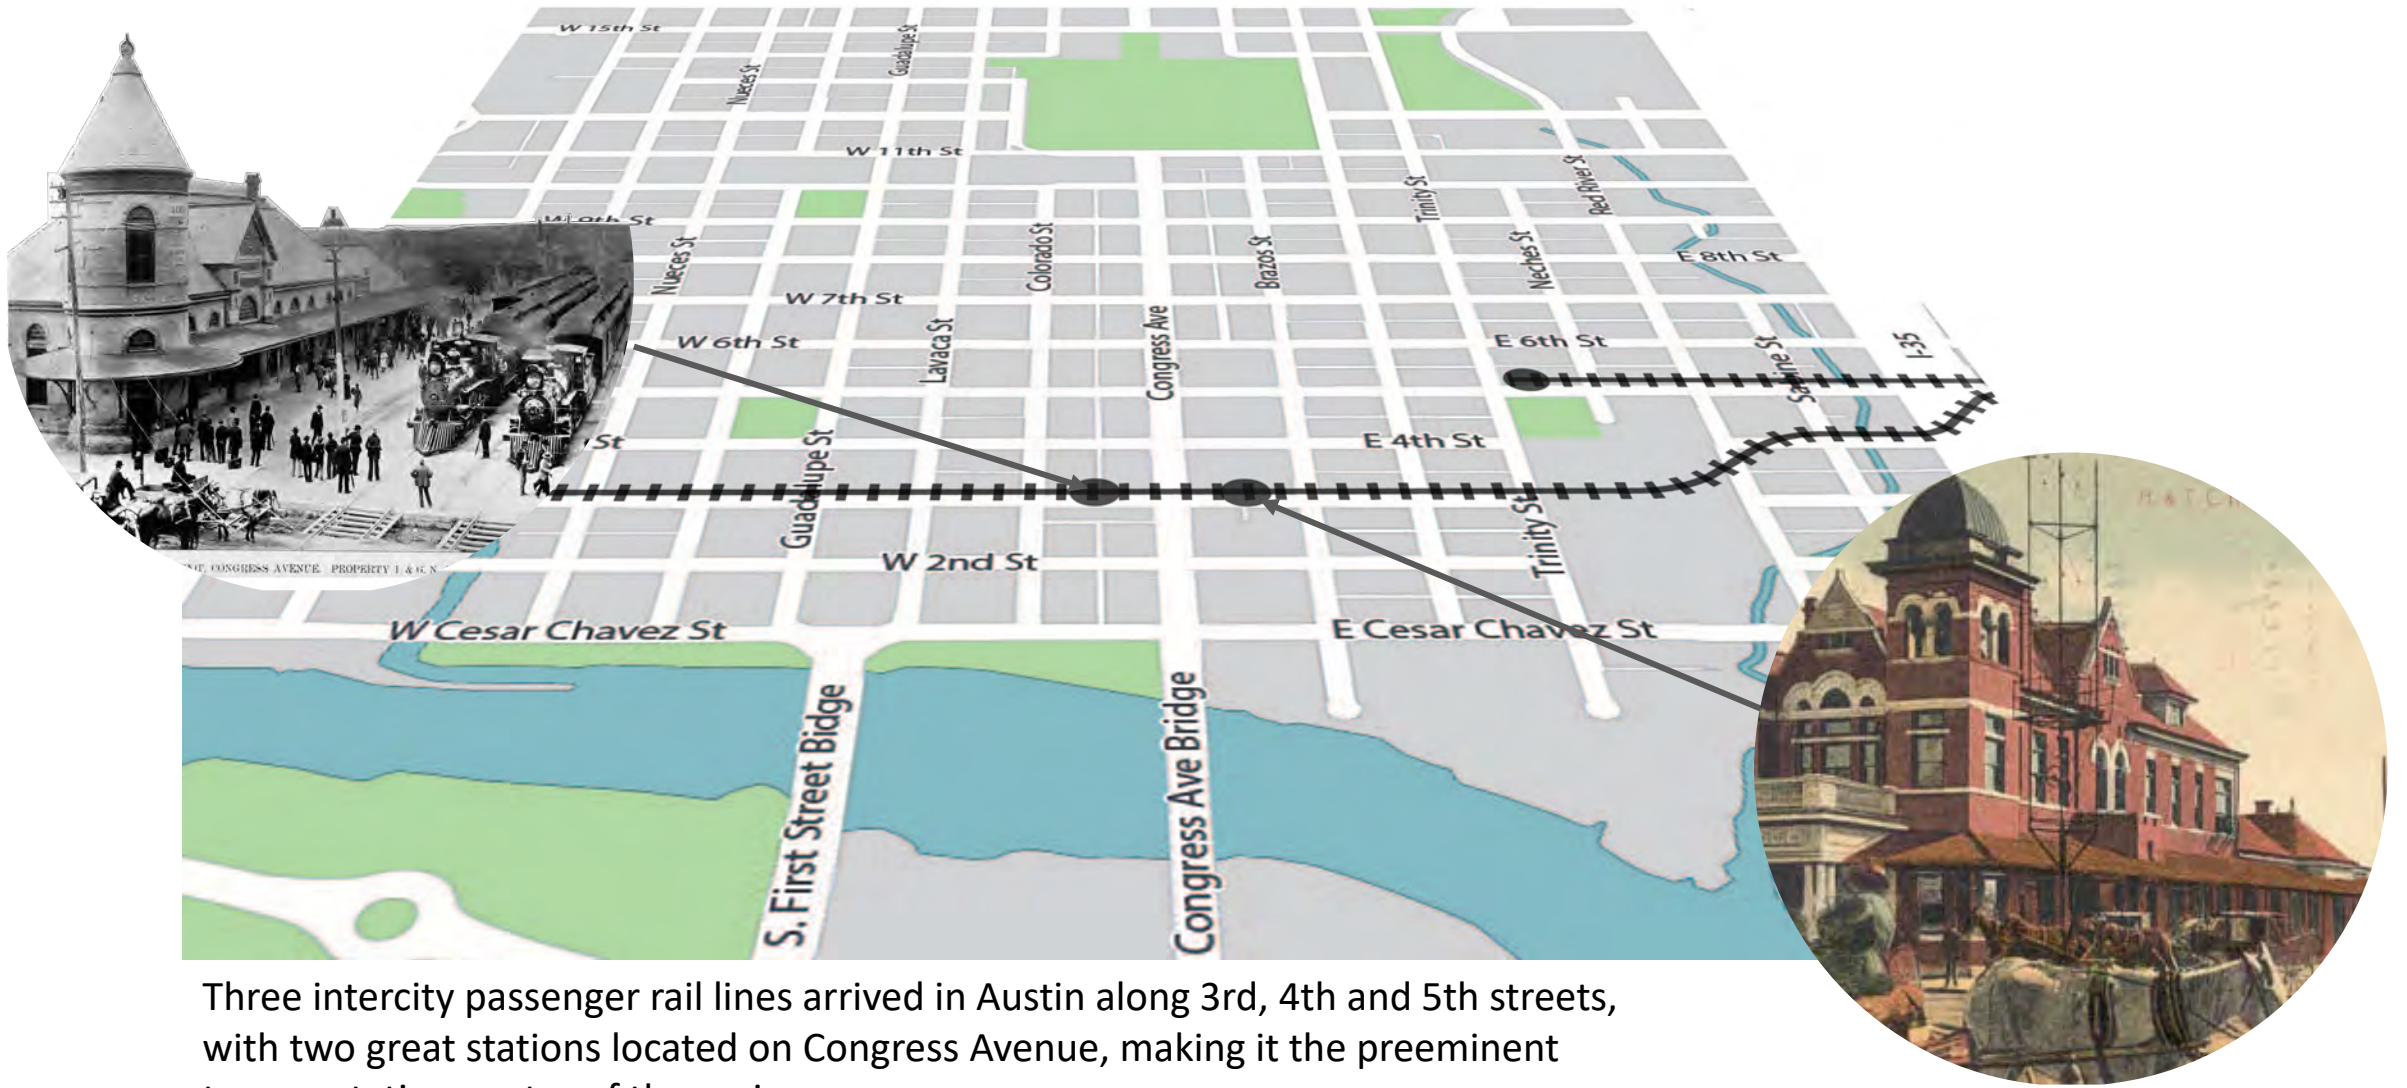 W 15th St
Guadalupe St
Nueces St
W 11th St
Trinity St
Red River St
St
Nueces St
Colorado St
Brazos St
Neches St
E 8th St
W 7th St
Lavaca St
Congress Ave
W 6th St
E 6th St
Sabine St
I-35
St
Guadalupe St
E 4th St
Trinity St
H & T C
W 2nd St
CONGRESS AVENUE. PROPERTY I & G. N.
W Cesar Chavez St
E Cesar Chavez St
S. First Street Bidge
Congress Ave Bridge
Three intercity passenger rail lines arrived in Austin along 3rd, 4th and 5th streets,
with two great stations located on Congress Avenue, making it the preeminent